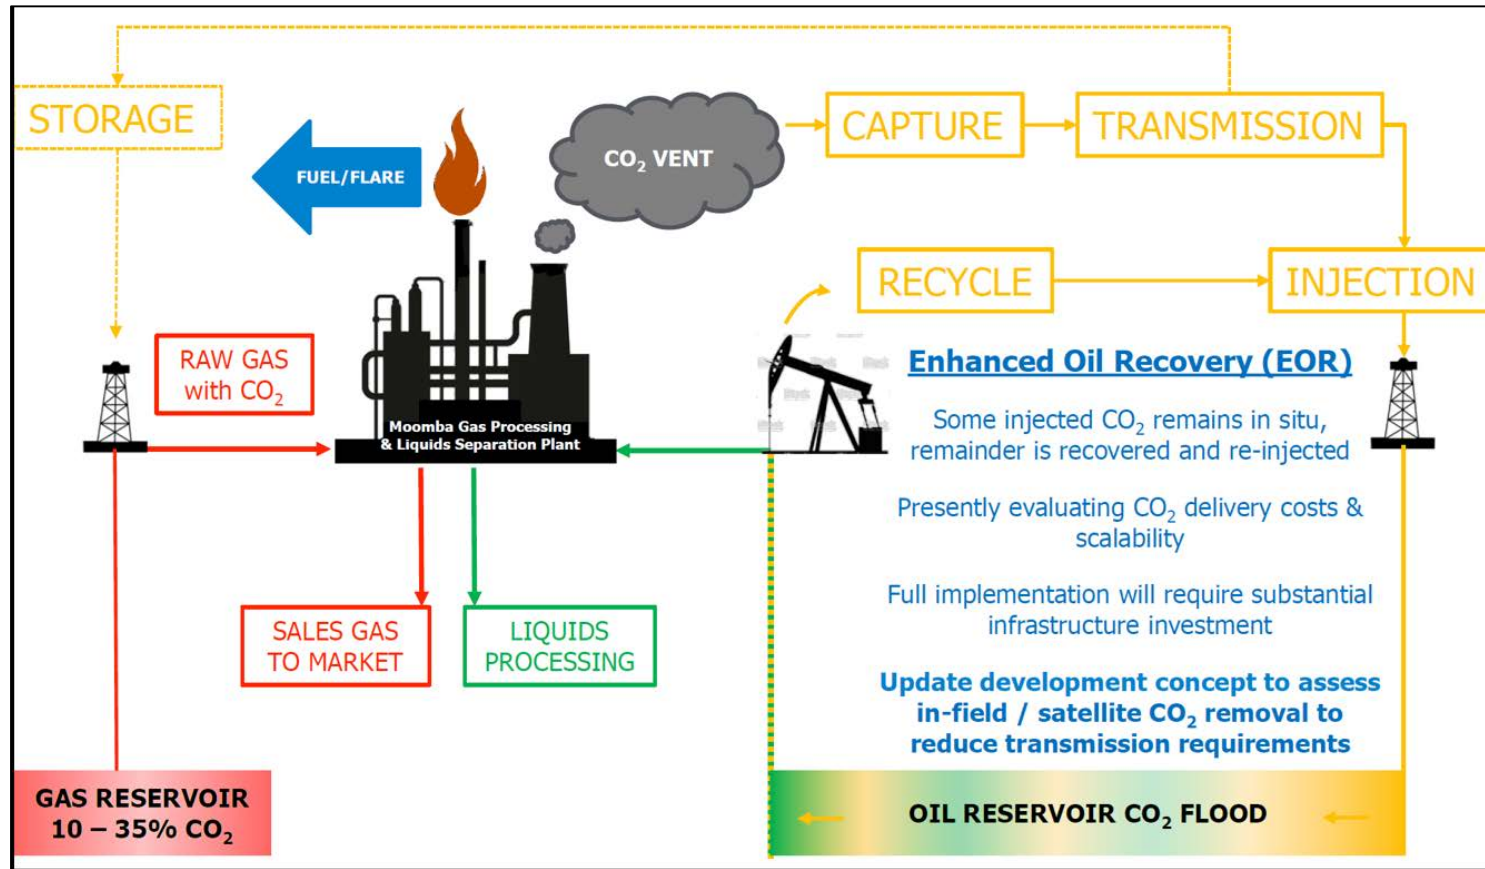 STORAGE
FUEL/FLARE
CO₂ VENT
CAPTURE
TRANSMISSION
RECYCLE
INJECTION
RAW GAS
with CO₂
Moomba Gas Processing
& Liquids Separation Plant
SALES GAS
TO MARKET
LIQUIDS
PROCESSING
Enhanced Oil Recovery (EOR)
Some injected CO₂ remains in situ,
remainder is recovered and re-injected
Presently evaluating CO₂ delivery costs &
scalability
Full implementation will require substantial
infrastructure investment
Update development concept to assess
in-field / satellite CO₂ removal to
reduce transmission requirements
GAS RESERVOIR
10 – 35% CO₂
OIL RESERVOIR CO₂ FLOOD